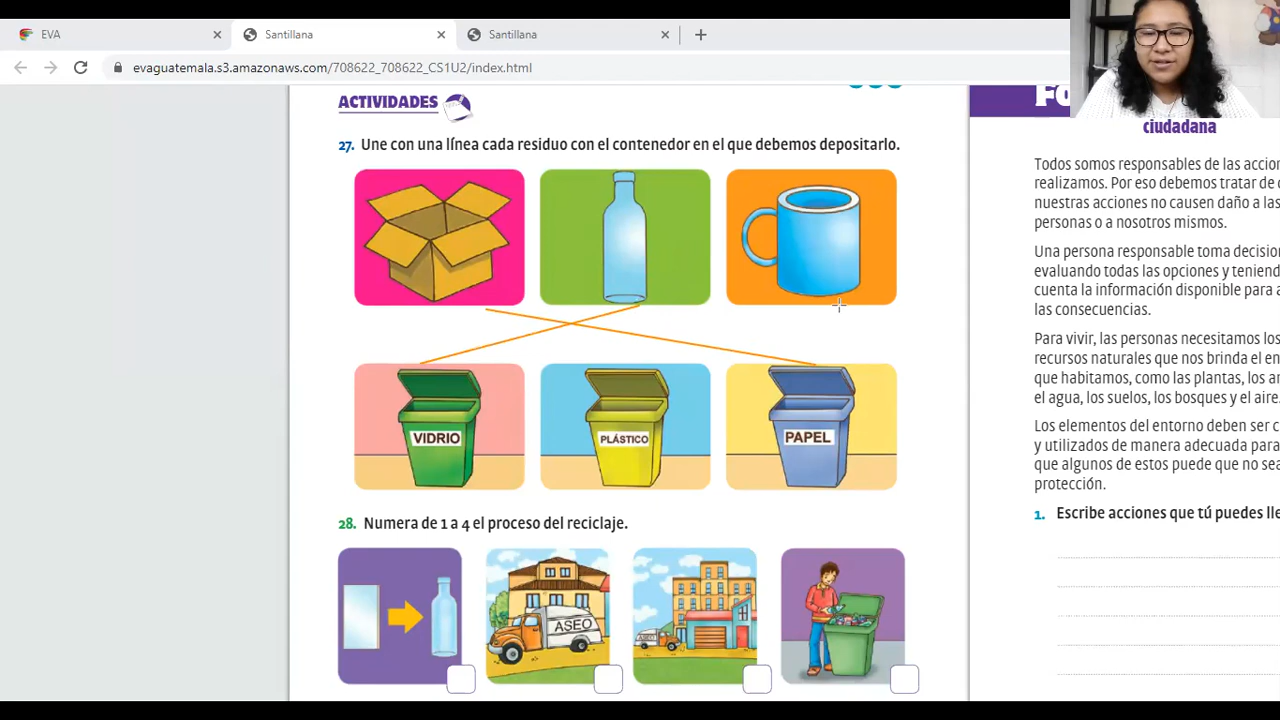 EVA
Santillana
Santillana
evaguatemala.s3.amazonaws.com/708622_708622_CS1U2/index.html
ACTIVIDADES
27. Une con una línea cada residuo con el contenedor en el que debemos depositarlo.
VIDRIO
PLÁSTICO
PAPEL
28. Numera de 1 a 4 el proceso del reciclaje.
ASEO
ASEO
ciudadana
Todos somos responsables de las accion
realizamos. Por eso debemos tratar de
nuestras acciones no causen daño a las
personas o a nosotros mismos.
Una persona responsable toma decision
evaluando todas las opciones y teniend
cuenta la información disponible para a
las consecuencias.
Para vivir, las personas necesitamos los
recursos naturales que nos brinda el en
que habitamos, como las plantas, los an
el agua, los suelos, los bosques y el aire.
Los elementos del entorno deben ser c
y utilizados de manera adecuada para
que algunos de estos puede que no sea
protección.
1. Escribe acciones que tú puedes lle